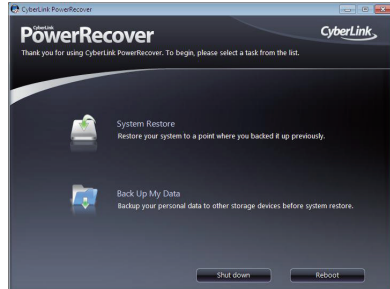 CyberLink PowerRecover
CyberLink
PowerRecover
CyberLink
Thank you for using CyberLink PowerRecover. To begin, please select a task from the list.
System Restore
Restore your system to a point where you backed it up previously.
Back Up My Data
Backup your personal data to other storage devices before system restore.
Shut down
Reboot